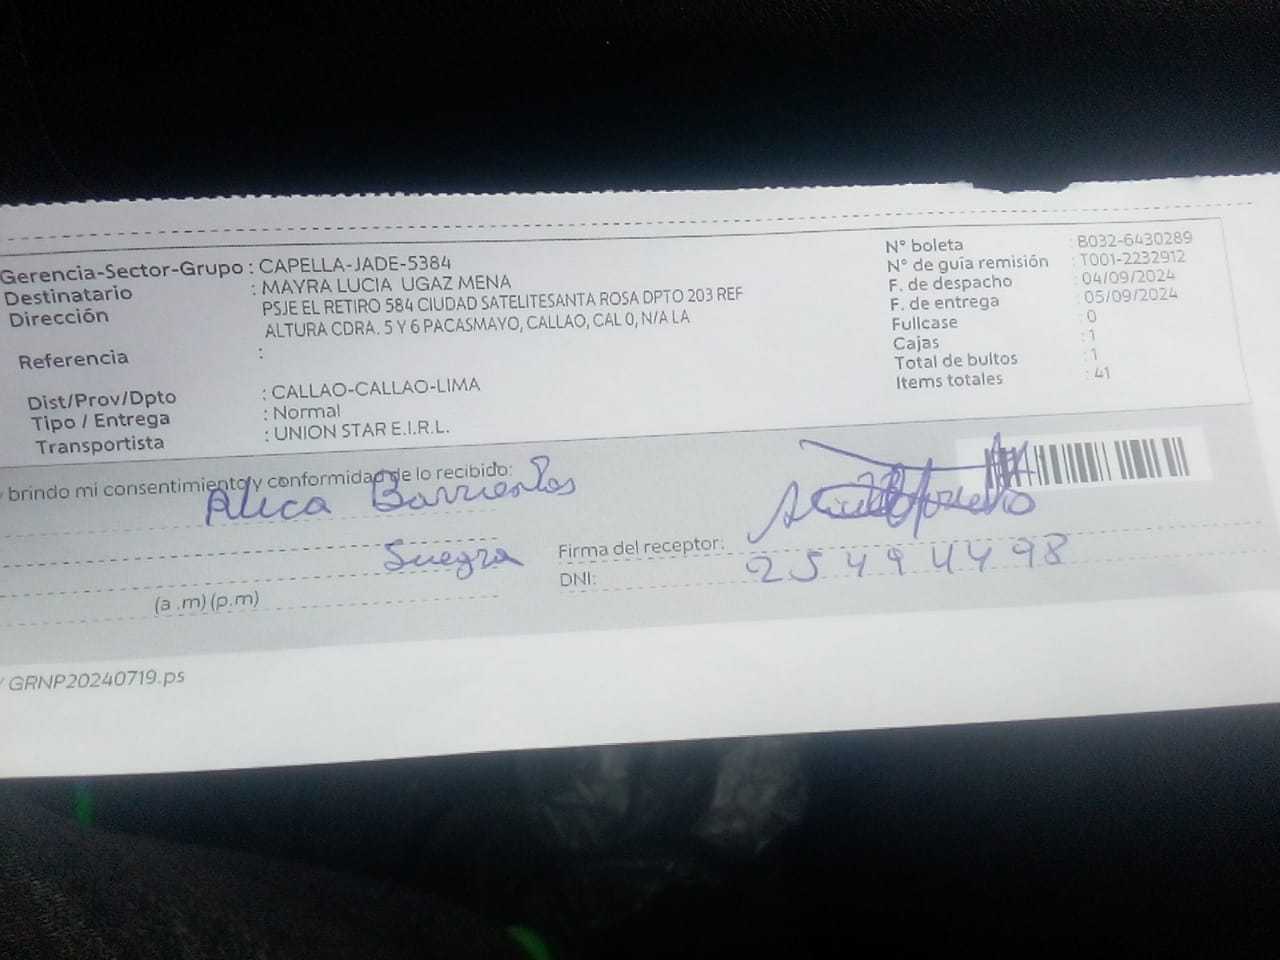 Gerencia-Sector-Grupo : CAPELLA-JADE-5384
Destinatario : MAYRA LUCIA UGAZ MENA
Dirección PSJE EL RETIRO 584 CIUDAD SATELITESANTA ROSA DPTO 203 REF
ALTURA CDRA. 5 Y 6 PACASMAYO, CALLAO, CAL 0, N/A LA
Referencia :
Dist/Prov/Dpto : CALLAO-CALLAO-LIMA
Tipo / Entrega : Normal
Transportista : UNION STAR E.I.R.L.
N° boleta : B032-6430289
N° de guía remisión : T001-2232912
F. de despacho : 04/09/2024
F. de entrega : 05/09/2024
Fullcase : 0
Cajas : 1
Total de bultos : 1
Items totales : 41
y brindo mi consentimiento y conformidad de lo recibido:
Alica Barrientos
Suegra
Firma del receptor:
DNI: 25494498
(a .m) (p.m)
/ GRNP20240719.ps